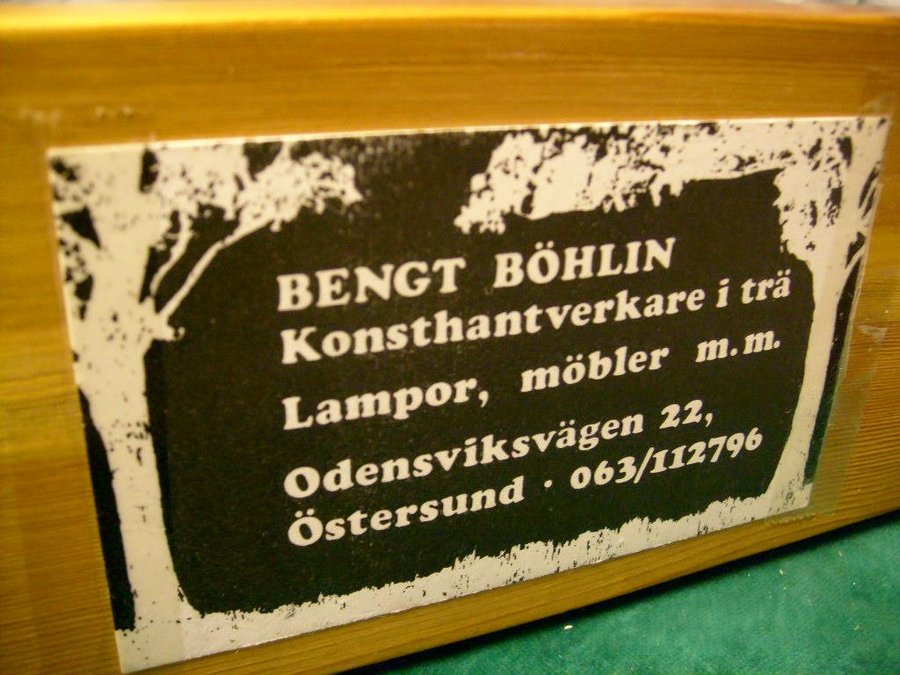 BENGT BÖHLIN
Konsthantverkare i trä
Lampor, möbler m.m.
Odensviksvägen 22,
Östersund · 063/112796